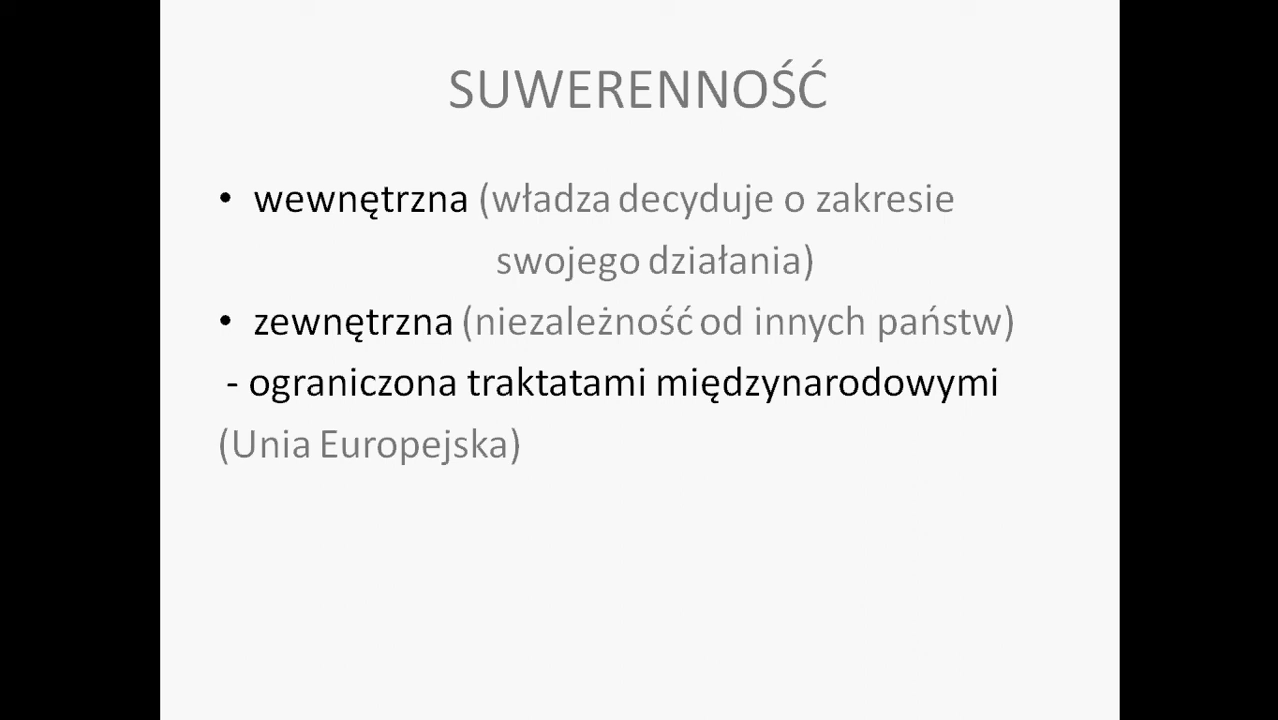 SUWERENNOŚĆ
• wewnętrzna (władza decyduje o zakresie
swojego działania)
• zewnętrzna (niezależność od innych państw)
- ograniczona traktatami międzynarodowymi
(Unia Europejska)